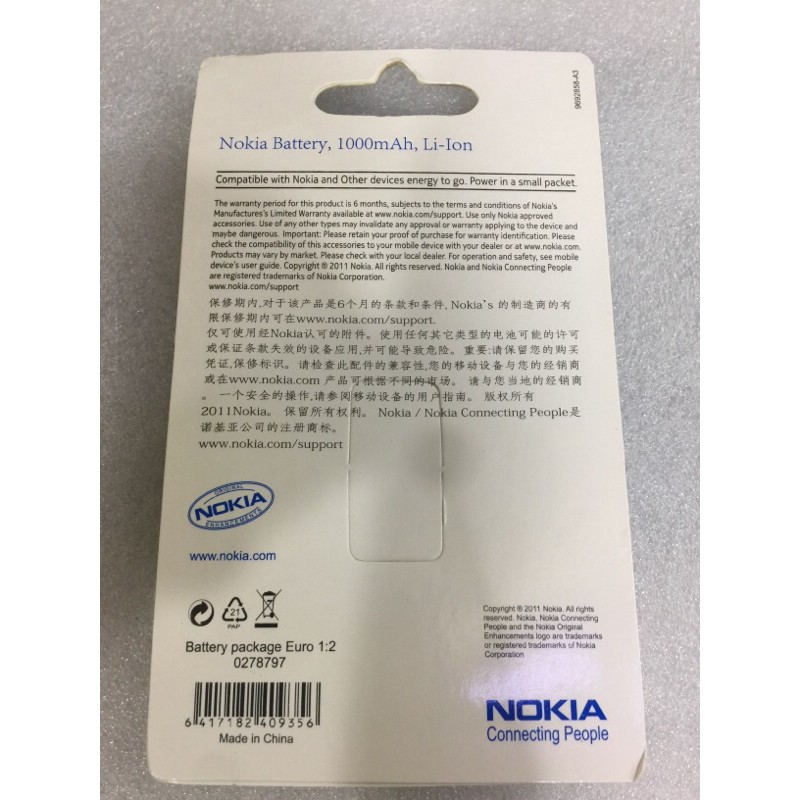 9692858-A3
Nokia Battery, 1000mAh, Li-Ion
Compatible with Nokia and Other devices energy to go. Power in a small packet.
The warranty period for this product is 6 months, subjects to the terms and conditions of Nokia's
Manufactures's Limited Warranty available at www.nokia.com/support. Use only Nokia approved
accessories. Use of any other types may invalidate any approval or warranty applying to the device and
maybe dangerous. Important: Please retain your proof of purchase for warranty identification. Please
check the compatibility of this accessories to your mobile device with your dealer or at www.nokia.com.
Products may vary by market. Please check with your local dealer. For operation and safety, see mobile
device's user guide. Copyright ® 2011 Nokia. All rights reserved. Nokia and Nokia Connecting People
are registered trademarks of Nokia Corporation.
www.nokia.com/support
保修期内,对于该产品是6个月的条款和条件, Nokia's 的制造商的有
限保修期内可在www.nokia.com/support.
仅可使用经Nokia认可的附件。 使用任何其它类型的电池可能的许可
或保证条款失效的设备应用,并可能导致危险。 重要:请保留您的购买
凭证,保修标识。 请检查此配件的兼容性,您的移动设备与您的经销商
或在www.nokia.com 产品可根据不同的市场。 请与您当地的经销商
。 一个安全的操作,请参阅移动设备的用户指南。 版权所有
2011Nokia。 保留所有权利。 Nokia / Nokia Connecting People是
诺基亚公司的注册商标。
www.nokia.com/support
ORIGINAL
NOKIA
ENHANCEMENTS
www.nokia.com
21
PAP
Battery package Euro 1:2
0278797
6 417182 409356
Made in China
Copyright ® 2011 Nokia. All rights
reserved. Nokia, Nokia Connecting
People and the Nokia Original
Enhancements logo are trademarks
or registered trademarks of Nokia
Corporation
NOKIA
Connecting People